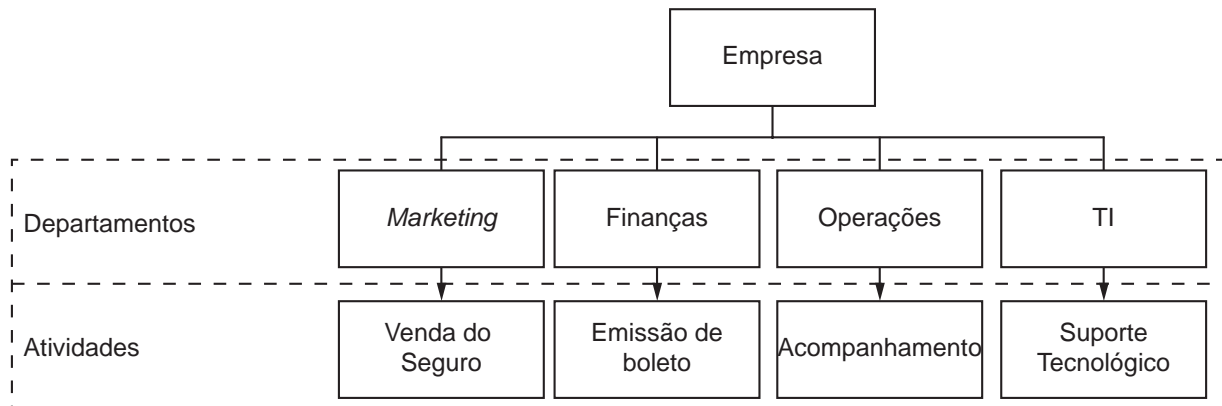 Empresa
Departamentos
Marketing
Finanças
Operações
TI
Atividades
Venda do
Seguro
Emissão de
boleto
Acompanhamento
Suporte
Tecnológico